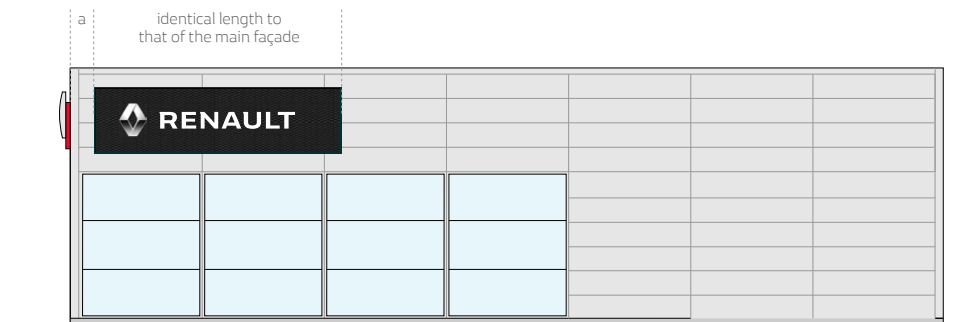 a
identical length to
that of the main façade
RENAULT